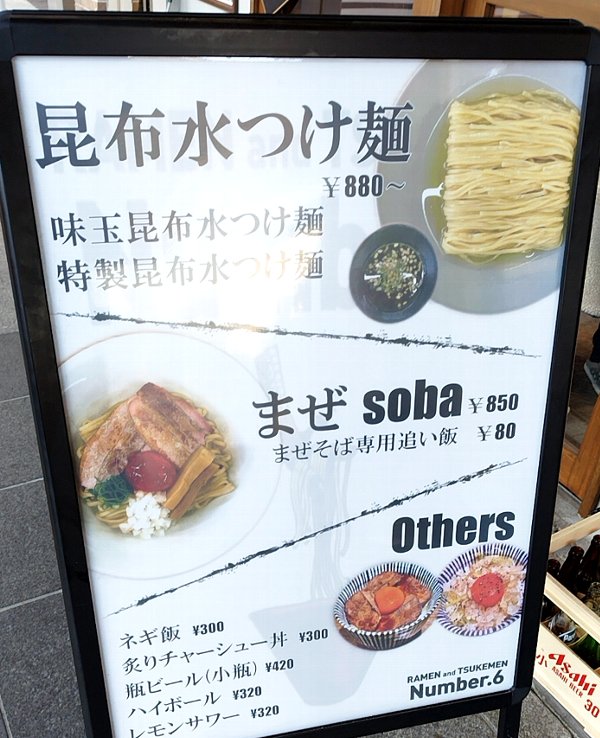 昆布水つけ麺
¥880～
味玉昆布水つけ麺
特製昆布水つけ麺
まぜ soba ¥850
まぜそば専用追い飯 ¥80
Others
ネギ飯 ¥300
炙りチャーシュー丼 ¥300
瓶ビール(小瓶) ¥420
ハイボール ¥320
レモンサワー ¥320
RAMEN and TSUKEMEN
Number.6
小 Asahi
ASAHI BEER
30